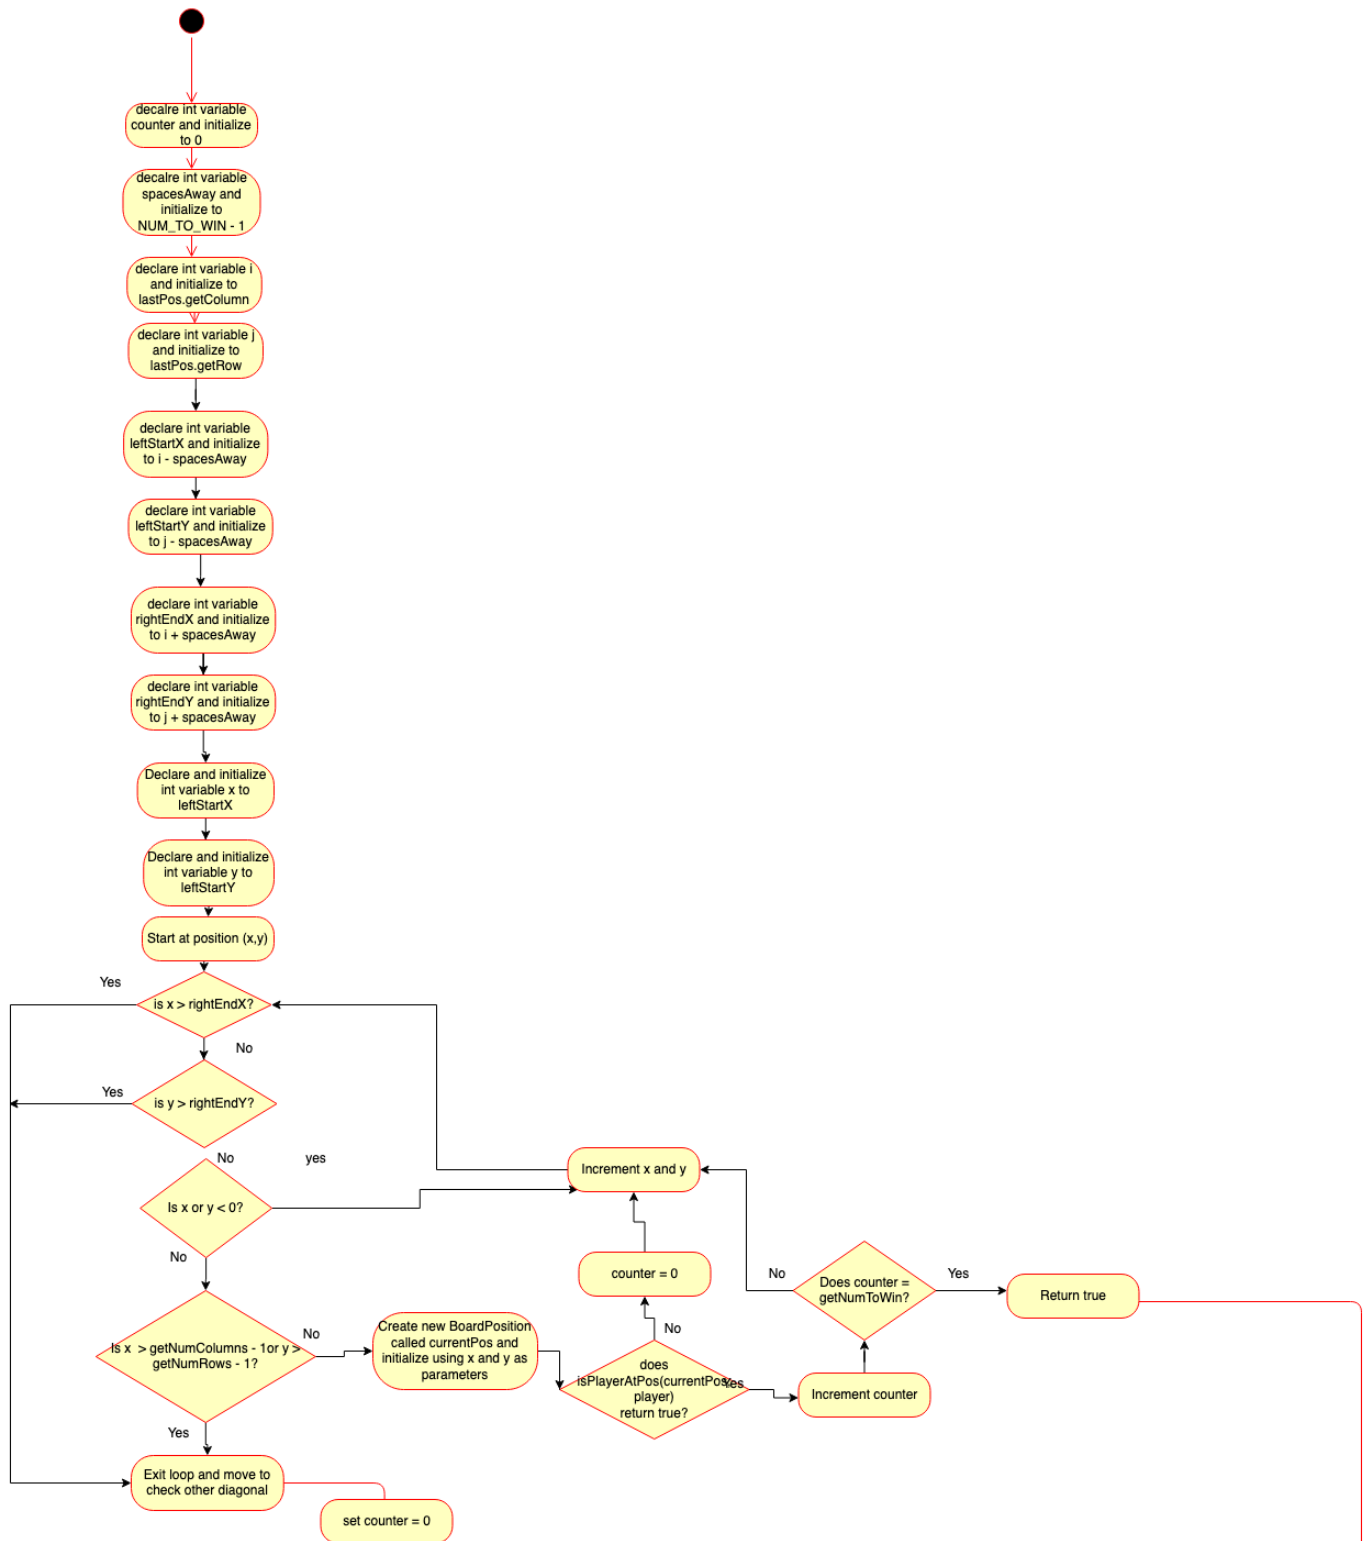 decalre int variable
counter and initialize
to 0
decalre int variable
spacesAway and
initialize to
NUM_TO_WIN - 1
declare int variable i
and initialize to
lastPos.getColumn
declare int variable j
and initialize to
lastPos.getRow
declare int variable
leftStartX and initialize
to i - spacesAway
declare int variable
leftStartY and initialize
to j - spacesAway
declare int variable
rightEndX and initialize
to i + spacesAway
declare int variable
rightEndY and initialize
to j + spacesAway
Declare and initialize
int variable x to
leftStartX
Declare and initialize
int variable y to
leftStartY
Start at position (x,y)
Yes
is x > rightEndX?
No
Yes
is y > rightEndY?
No
yes
Is x or y < 0?
No
Increment x and y
counter = 0
No
Does counter =
getNumToWin?
Yes
Return true
Is x > getNumColumns - 1or y >
getNumRows - 1?
No
Create new BoardPosition
called currentPos and
initialize using x and y as
parameters
No
does
isPlayerAtPos(currentPos,
player)
return true?
Yes
Increment counter
Yes
Exit loop and move to
check other diagonal
set counter = 0